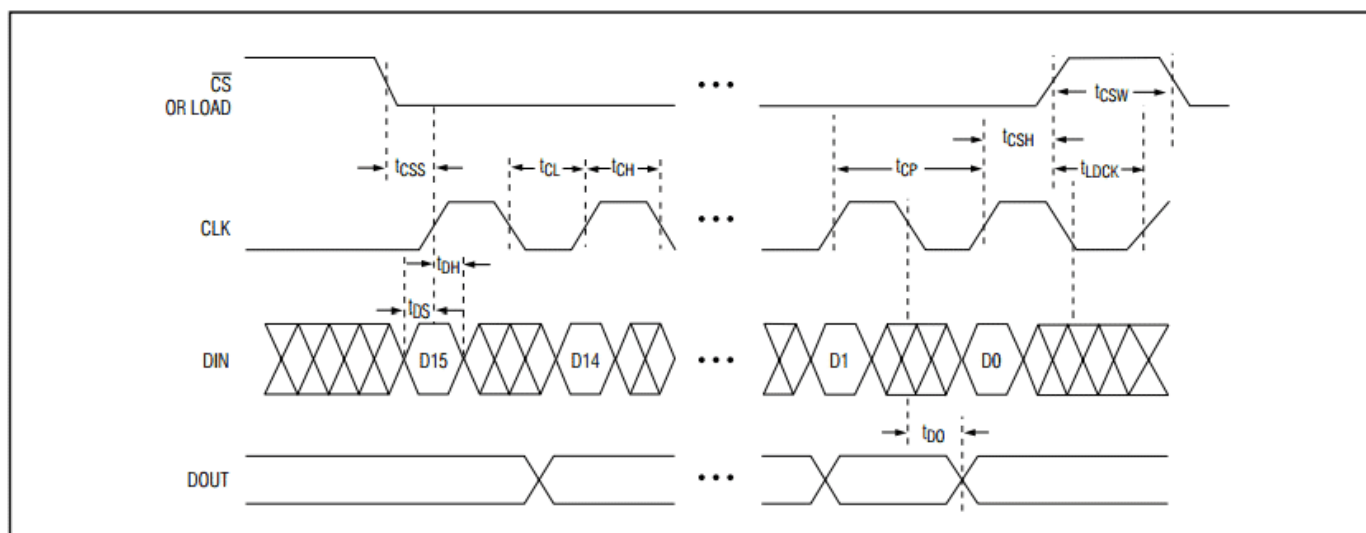 CS
OR LOAD
•••
tCSW
tCSH
tCSS
tCL
tCH
tCP
tLDCK
CLK
•••
tDH
tDS
DIN
D15
D14
•••
D1
D0
tDO
DOUT
•••